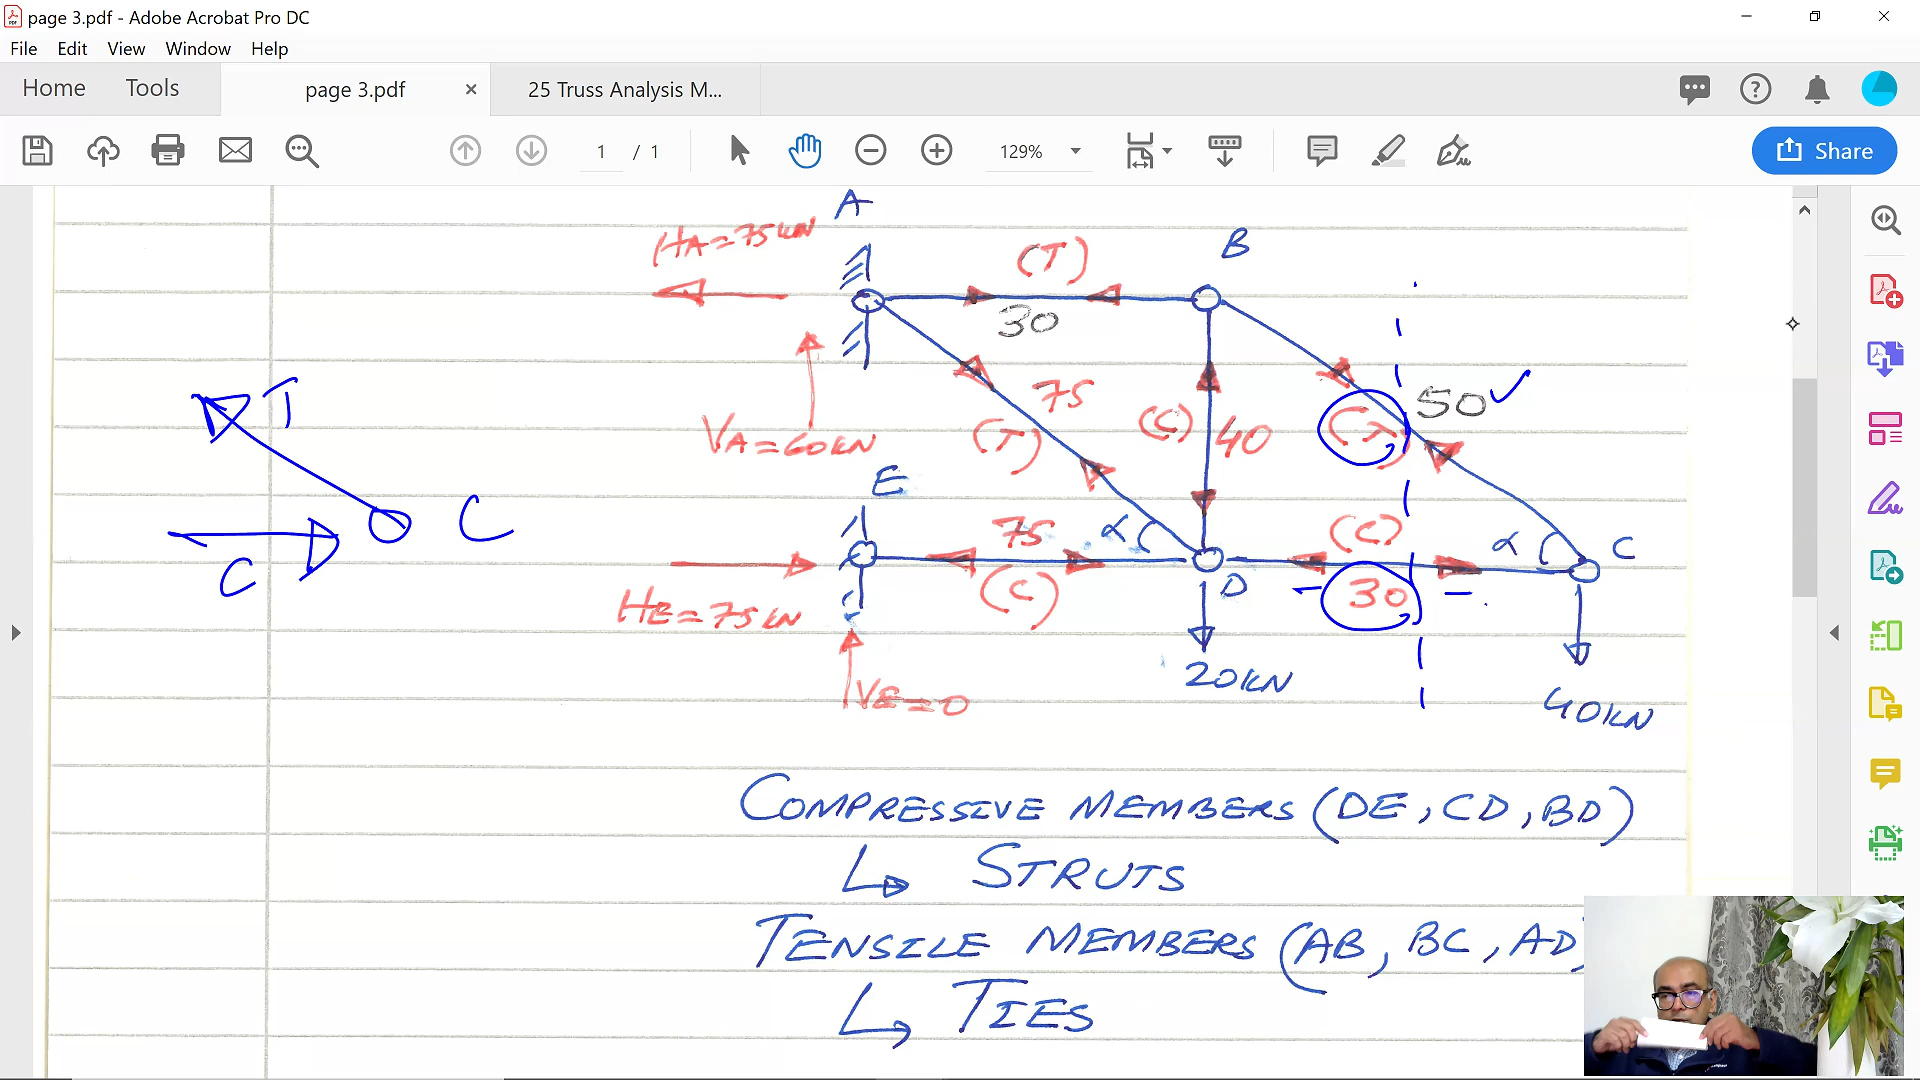 page 3.pdf - Adobe Acrobat Pro DC
File Edit View Window Help
Home Tools page 3.pdf × 25 Truss Analysis M...
1 / 1 129% Share
A
HA=75KN
(T)
B
30
75
50
T
VA=60KN
(T)
(C)
40
(T)
E
C
75
α
(C)
α
C
C
HE=75KN
(C)
D
30
20KN
VE=0
40KN
COMPRESSIVE MEMBERS (DE, CD, BD)
STRUTS
TENSILE MEMBERS (AB, BC, AD)
TIES